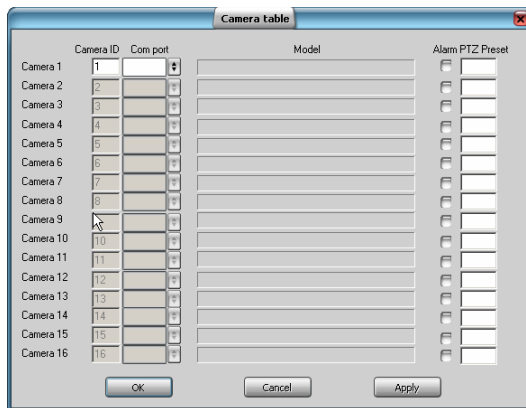 Camera table
Camera ID Com port Model Alarm PTZ Preset
Camera 1 1
Camera 2 2
Camera 3 3
Camera 4 4
Camera 5 5
Camera 6 6
Camera 7 7
Camera 8 8
Camera 9
Camera 10 10
Camera 11 11
Camera 12 12
Camera 13 13
Camera 14 14
Camera 15 15
Camera 16 16
OK Cancel Apply